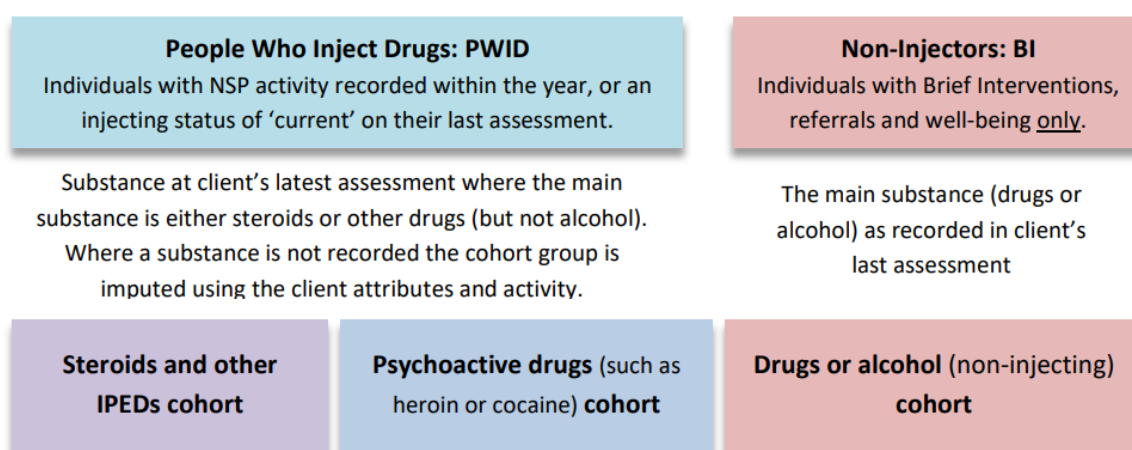 People Who Inject Drugs: PWID
Individuals with NSP activity recorded within the year, or an
injecting status of ‘current’ on their last assessment.
Non-Injectors: BI
Individuals with Brief Interventions,
referrals and well-being only.
Substance at client’s latest assessment where the main
substance is either steroids or other drugs (but not alcohol).
Where a substance is not recorded the cohort group is
imputed using the client attributes and activity.
The main substance (drugs or
alcohol) as recorded in client’s
last assessment
Steroids and other
IPEDs cohort
Psychoactive drugs (such as
heroin or cocaine) cohort
Drugs or alcohol (non-injecting)
cohort